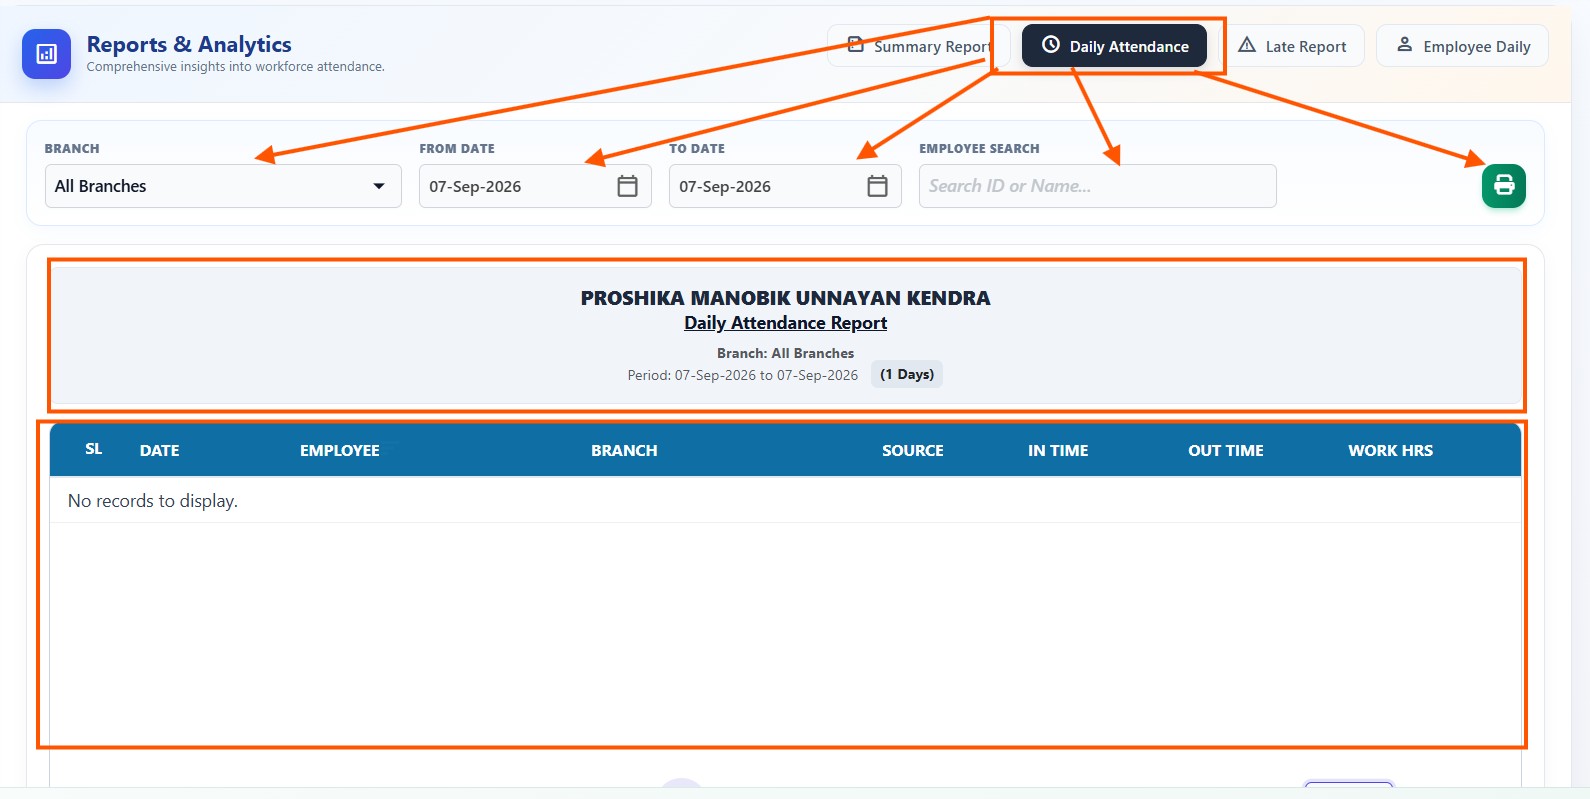 Reports & Analytics
Comprehensive insights into workforce attendance.
Summary Report
Daily Attendance
Late Report
Employee Daily
BRANCH
FROM DATE
TO DATE
EMPLOYEE SEARCH
All Branches
07-Sep-2026
07-Sep-2026
Search ID or Name...
PROSHIKA MANOBIK UNNAYAN KENDRA
Daily Attendance Report
Branch: All Branches
Period: 07-Sep-2026 to 07-Sep-2026 (1 Days)
SL DATE EMPLOYEE BRANCH SOURCE IN TIME OUT TIME WORK HRS
No records to display.